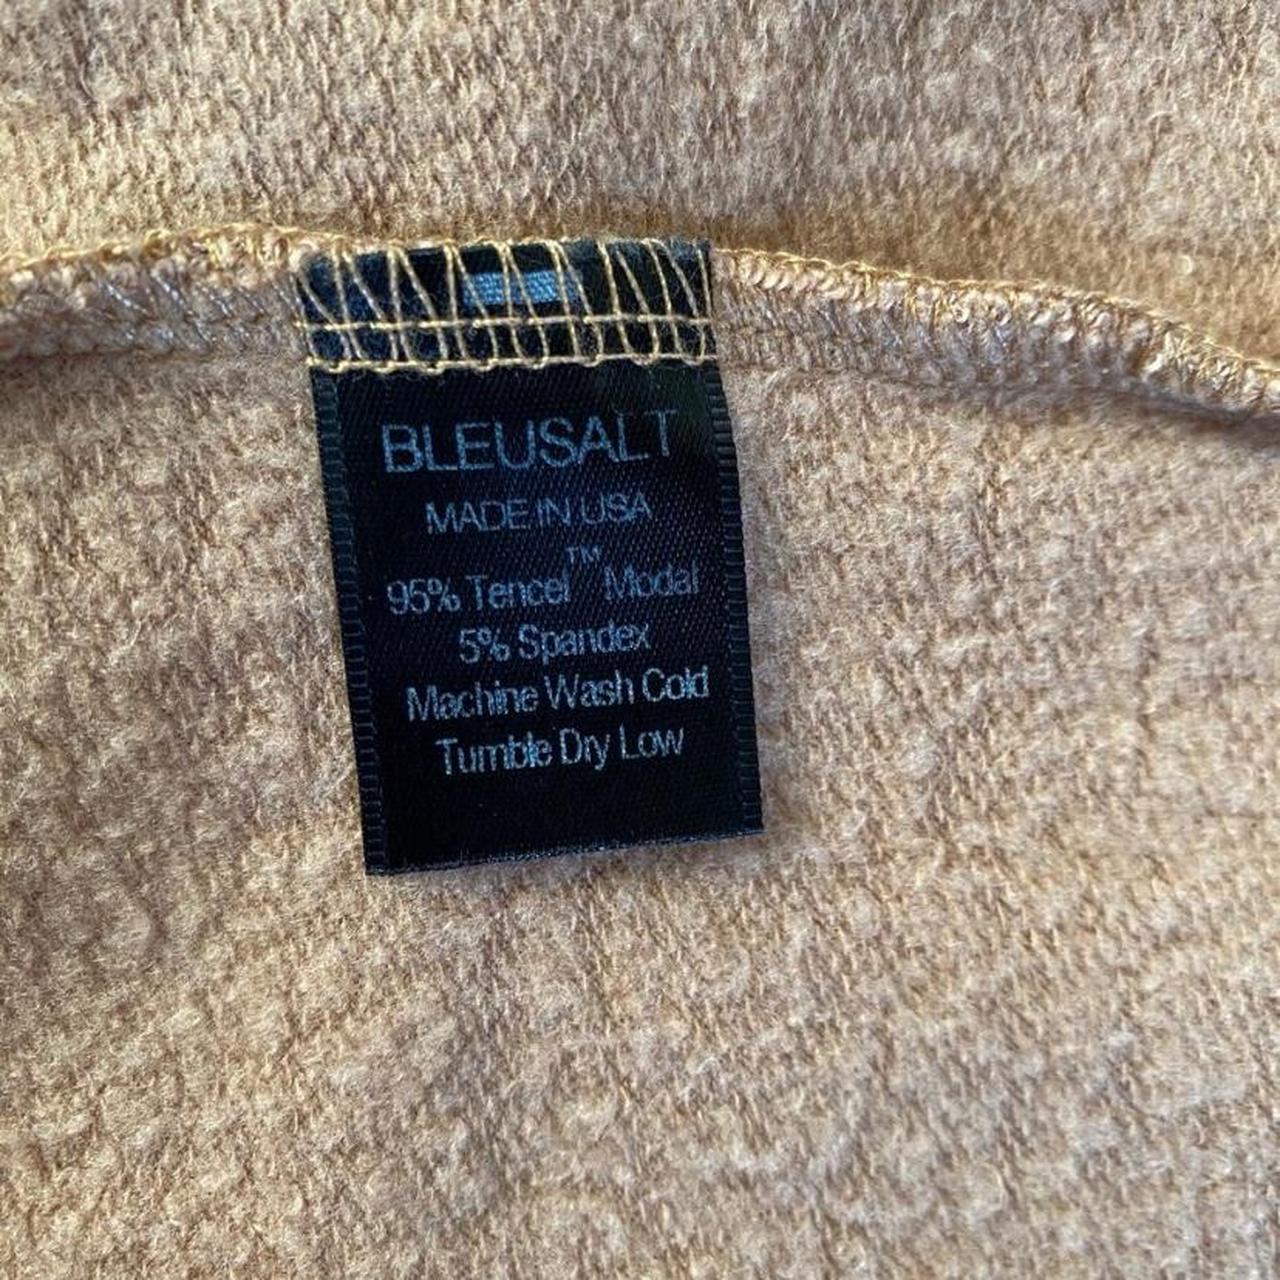 BLEUSALT
MADE IN USA
95% Tencel™ Modal
5% Spandex
Machine Wash Cold
Tumble Dry Low